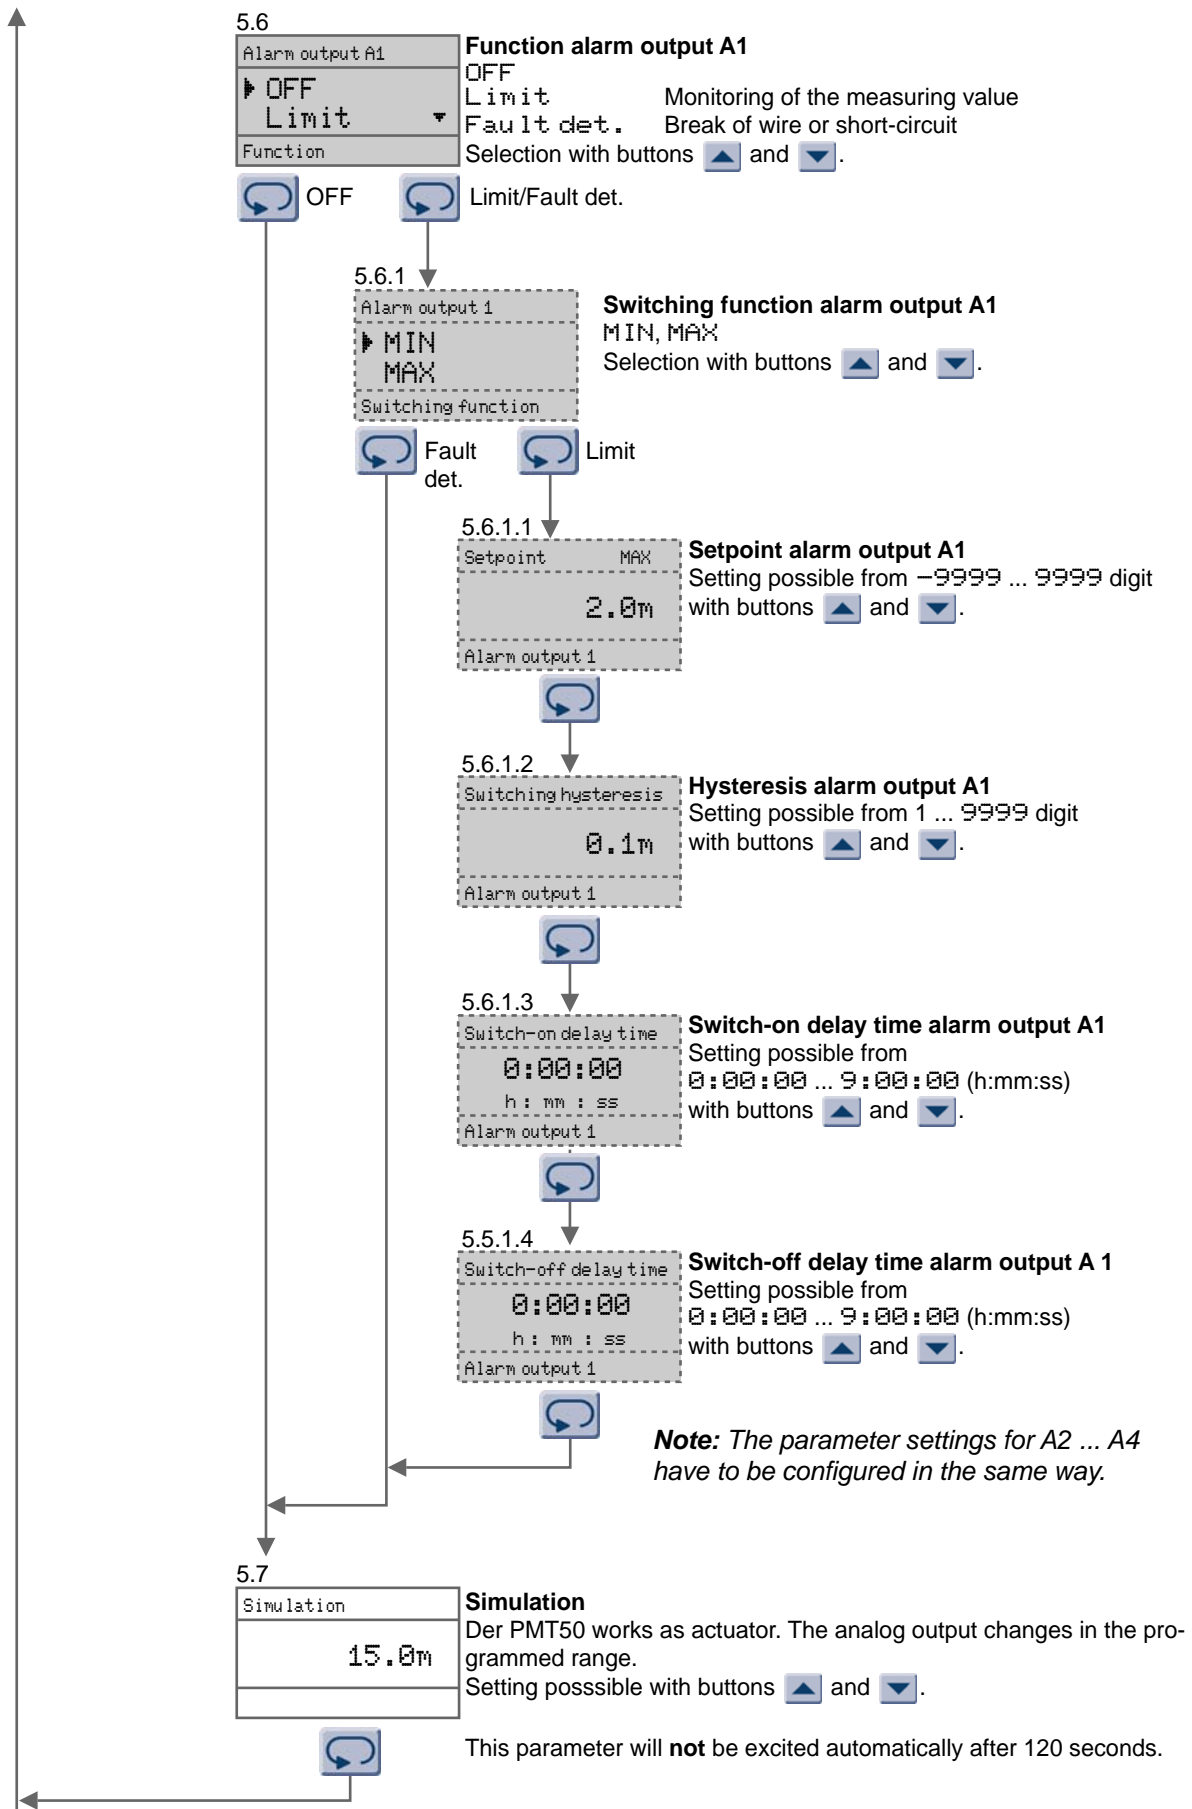 5.6
Alarm output A1
OFF
Limit
Function
Function alarm output A1
OFF
Limit Monitoring of the measuring value
Fault det. Break of wire or short-circuit
Selection with buttons and .
OFF
Limit/Fault det.
5.6.1
Alarm output 1
MIN
MAX
Switching function
Switching function alarm output A1
MIN, MAX
Selection with buttons and .
Fault
det.
Limit
5.6.1.1
Setpoint MAX
2.0m
Alarm output 1
Setpoint alarm output A1
Setting possible from -9999 ... 9999 digit
with buttons and .
5.6.1.2
Switching hysteresis
0.1m
Alarm output 1
Hysteresis alarm output A1
Setting possible from 1 ... 9999 digit
with buttons and .
5.6.1.3
Switch-on delay time
0:00:00
h : mm : ss
Alarm output 1
Switch-on delay time alarm output A1
Setting possible from
0:00:00 ... 9:00:00 (h:mm:ss)
with buttons and .
5.5.1.4
Switch-off delay time
0:00:00
h : mm : ss
Alarm output 1
Switch-off delay time alarm output A 1
Setting possible from
0:00:00 ... 9:00:00 (h:mm:ss)
with buttons and .
Note: The parameter settings for A2 ... A4
have to be configured in the same way.
5.7
Simulation
15.0m
Simulation
Der PMT50 works as actuator. The analog output changes in the pro-
grammed range.
Setting posssible with buttons and .
This parameter will not be excited automatically after 120 seconds.